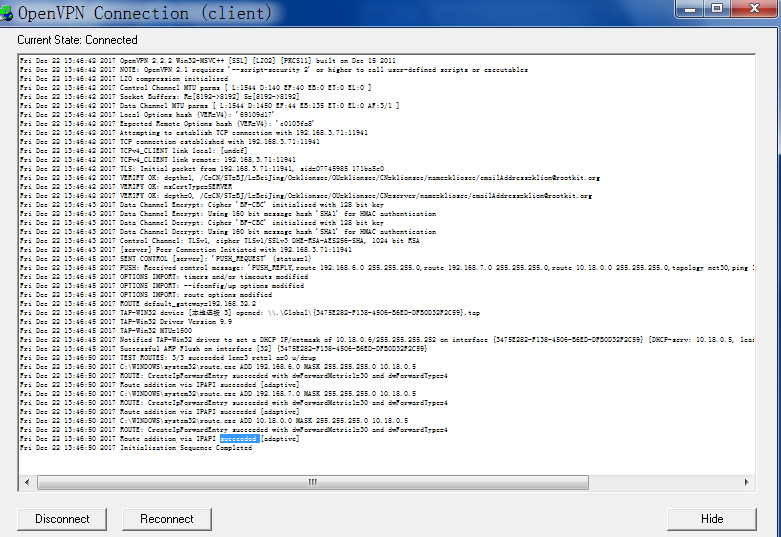 OpenVPN Connection (client)
Current State: Connected
Fri Dec 22 13:46:42 2017 OpenVPN 2.2.2 Win32-MSVC++ [SSL] [LZO2] [PKCS11] built on Dec 15 2011
Fri Dec 22 13:46:42 2017 NOTE: OpenVPN 2.1 requires '--script-security 2' or higher to call user-defined scripts or executables
Fri Dec 22 13:46:42 2017 LZO compression initialized
Fri Dec 22 13:46:42 2017 Control Channel MTU parms [ L:1544 D:140 EF:40 EB:0 ET:0 EL:0 ]
Fri Dec 22 13:46:42 2017 Socket Buffers: R=[8192->8192] S=[8192->8192]
Fri Dec 22 13:46:42 2017 Data Channel MTU parms [ L:1544 D:1450 EF:44 EB:135 ET:0 EL:0 AF:3/1 ]
Fri Dec 22 13:46:42 2017 Local Options hash (VER=V4): '69109d17'
Fri Dec 22 13:46:42 2017 Expected Remote Options hash (VER=V4): 'c0103fa8'
Fri Dec 22 13:46:42 2017 Attempting to establish TCP connection with 192.168.3.71:11941
Fri Dec 22 13:46:42 2017 TCP connection established with 192.168.3.71:11941
Fri Dec 22 13:46:42 2017 TCPv4_CLIENT link local: [undef]
Fri Dec 22 13:46:42 2017 TCPv4_CLIENT link remote: 192.168.3.71:11941
Fri Dec 22 13:46:42 2017 TLS: Initial packet from 192.168.3.71:11941, sid=07745985 171ba5c0
Fri Dec 22 13:46:42 2017 VERIFY OK: depth=1, /C=CN/ST=BJ/L=BeiJing/O=klionsec/OU=klionsec/CN=klionsec/name=klionsec/emailAddress=klion@rootkit.org
Fri Dec 22 13:46:42 2017 VERIFY OK: nsCertType=SERVER
Fri Dec 22 13:46:42 2017 VERIFY OK: depth=0, /C=CN/ST=BJ/L=BeiJing/O=klionsec/OU=klionsec/CN=server/name=klionsec/emailAddress=klion@rootkit.org
Fri Dec 22 13:46:43 2017 Data Channel Encrypt: Cipher 'BF-CBC' initialized with 128 bit key
Fri Dec 22 13:46:43 2017 Data Channel Encrypt: Using 160 bit message hash 'SHA1' for HMAC authentication
Fri Dec 22 13:46:43 2017 Data Channel Decrypt: Cipher 'BF-CBC' initialized with 128 bit key
Fri Dec 22 13:46:43 2017 Data Channel Decrypt: Using 160 bit message hash 'SHA1' for HMAC authentication
Fri Dec 22 13:46:43 2017 Control Channel: TLSv1, cipher TLSv1/SSLv3 DHE-RSA-AES256-SHA, 1024 bit RSA
Fri Dec 22 13:46:43 2017 [server] Peer Connection Initiated with 192.168.3.71:11941
Fri Dec 22 13:46:45 2017 SENT CONTROL [server]: 'PUSH_REQUEST' (status=1)
Fri Dec 22 13:46:45 2017 PUSH: Received control message: 'PUSH_REPLY,route 192.168.6.0 255.255.255.0,route 192.168.7.0 255.255.255.0,route 10.18.0.0 255.255.255.0,topology net30,ping
Fri Dec 22 13:46:45 2017 OPTIONS IMPORT: timers and/or timeouts modified
Fri Dec 22 13:46:45 2017 OPTIONS IMPORT: --ifconfig/up options modified
Fri Dec 22 13:46:45 2017 OPTIONS IMPORT: route options modified
Fri Dec 22 13:46:45 2017 ROUTE default_gateway=192.168.32.2
Fri Dec 22 13:46:45 2017 TAP-WIN32 device [本地连接 3] opened: \\.\Global\{3475E282-F138-4506-B6ED-DFB0D32F2C59}.tap
Fri Dec 22 13:46:45 2017 TAP-Win32 Driver Version 9.9
Fri Dec 22 13:46:45 2017 TAP-Win32 MTU=1500
Fri Dec 22 13:46:45 2017 Notified TAP-Win32 driver to set a DHCP IP/netmask of 10.18.0.6/255.255.255.252 on interface {3475E282-F138-4506-B6ED-DFB0D32F2C59} [DHCP-serv: 10.18.0.5, leas
Fri Dec 22 13:46:45 2017 Successful ARP Flush on interface [32] {3475E282-F138-4506-B6ED-DFB0D32F2C59}
Fri Dec 22 13:46:50 2017 TEST ROUTES: 3/3 succeeded len=3 ret=1 a=0 u/d=up
Fri Dec 22 13:46:50 2017 C:\WINDOWS\system32\route.exe ADD 192.168.6.0 MASK 255.255.255.0 10.18.0.5
Fri Dec 22 13:46:50 2017 ROUTE: CreateIpForwardEntry succeeded with dwForwardMetric1=30 and dwForwardType=4
Fri Dec 22 13:46:50 2017 Route addition via IPAPI succeeded [adaptive]
Fri Dec 22 13:46:50 2017 C:\WINDOWS\system32\route.exe ADD 192.168.7.0 MASK 255.255.255.0 10.18.0.5
Fri Dec 22 13:46:50 2017 ROUTE: CreateIpForwardEntry succeeded with dwForwardMetric1=30 and dwForwardType=4
Fri Dec 22 13:46:50 2017 Route addition via IPAPI succeeded [adaptive]
Fri Dec 22 13:46:50 2017 C:\WINDOWS\system32\route.exe ADD 10.18.0.0 MASK 255.255.255.0 10.18.0.5
Fri Dec 22 13:46:50 2017 ROUTE: CreateIpForwardEntry succeeded with dwForwardMetric1=30 and dwForwardType=4
Fri Dec 22 13:46:50 2017 Route addition via IPAPI succeeded [adaptive]
Fri Dec 22 13:46:50 2017 Initialization Sequence Completed
Disconnect Reconnect Hide